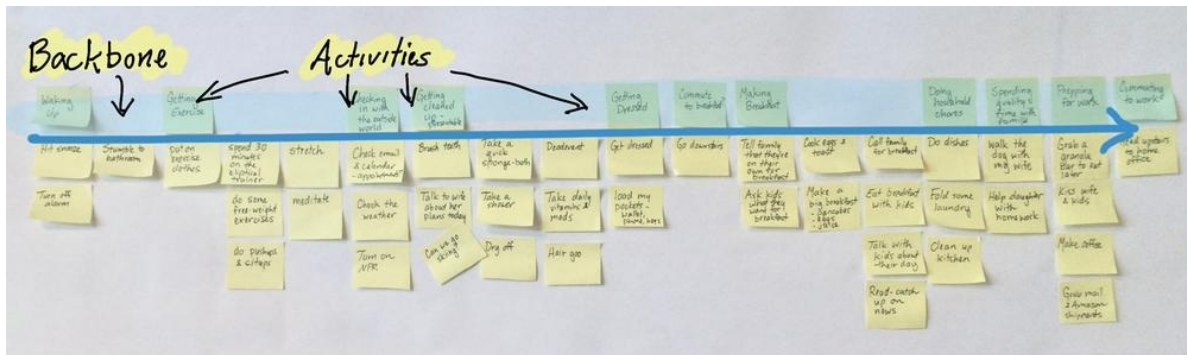 Backbone
Activities
Waking
Up
Getting
Exercise
Checking
in with
the outside
world
Getting
cleaned
up -
presentable
Getting
Dressed
Commute
to breakfast
Making
Breakfast
Doing
household
chores
Spending
quality
time with
Prepping
for work
Commuting
to work
Hit snooze
Stumble to
bathroom
put on
exercise
clothes
spend 30
minutes
on the
eliptical
trainer
stretch
Check email
& calendar
- appointments
Brush teeth
Take a
quick
sponge-bath
Deoderent
Get dressed
Go downstairs
Tell family
that they're
on their
own for
breakfast
Cook eggs &
toast
Call family
for breakfast
Do dishes
Walk the
dog with
my wife
Grab a
granola
bar to eat
later
Head upstairs
to home
office
Turn off
alarm
do some
free-weight
exercises
meditate
Check the
weather
Talk to wife
about her
plans today
Take a
shower
Take daily
vitamins &
meds
load my
pockets -
wallet,
phone, keys
Ask kids
what they
want for
breakfast
Make a
big breakfast
- pancakes
- eggs
- juice
Eat breakfast
with kids
Fold some
laundry
Help daughter
with
homework
Kiss wife
& kids
do pushups
& situps
Turn on
NPR
Can we go
skiing?
Dry off
Hair goo
Talk with
kids about
their day
Clean up
kitchen
Make coffee
Read - catch
up on
news
Grab mail
& Amazon
shipments